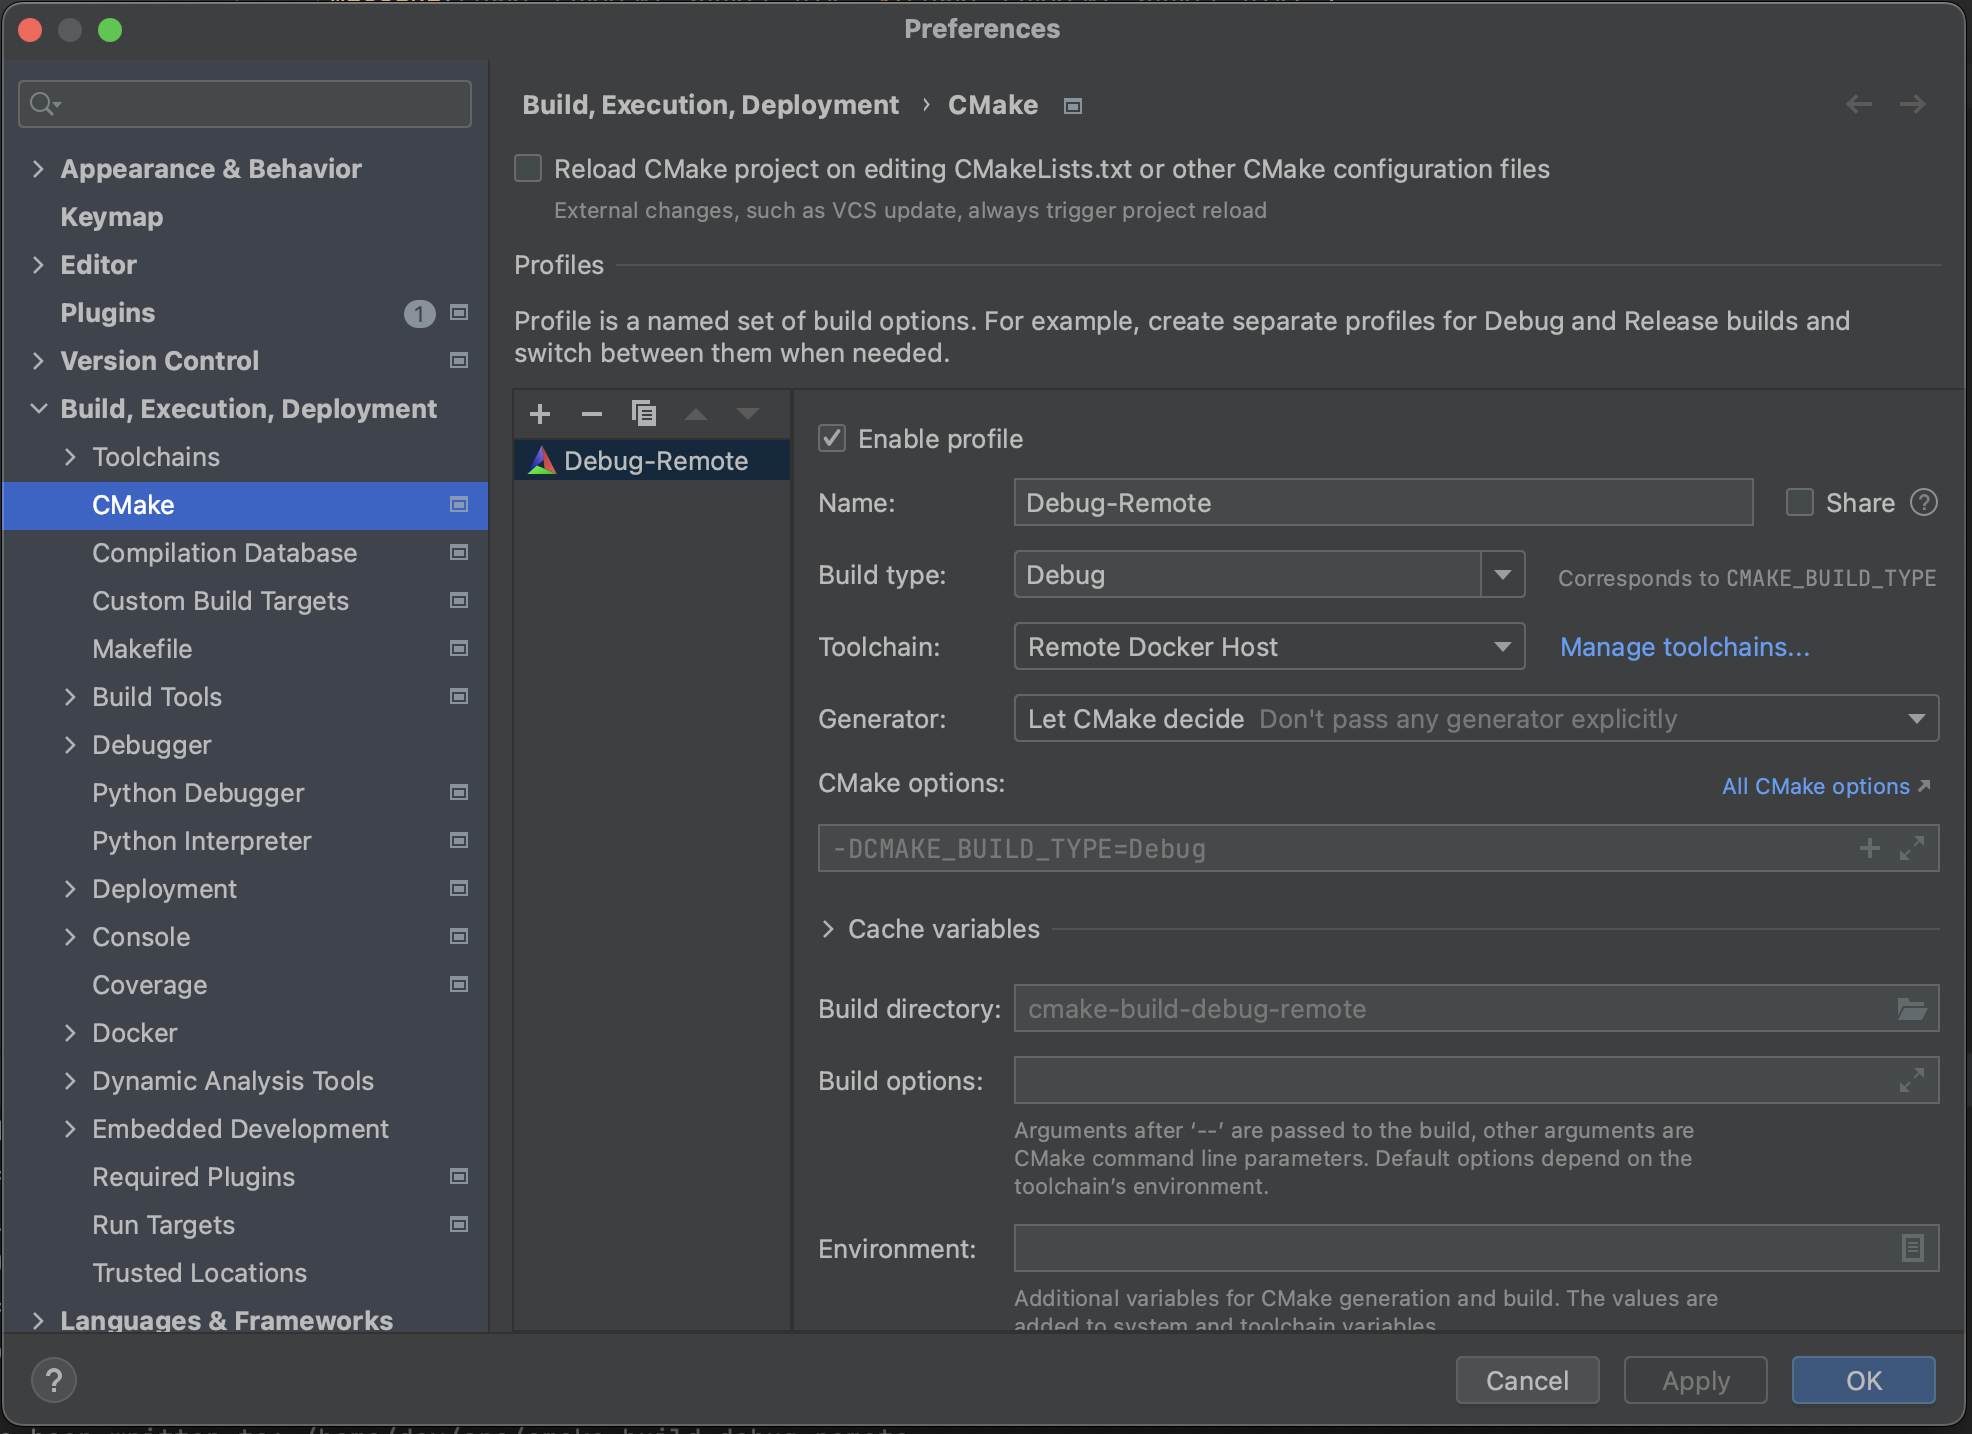 Preferences
Build, Execution, Deployment › CMake
Appearance & Behavior
Keymap
Editor
Plugins 1
Version Control
Build, Execution, Deployment
Toolchains
CMake
Compilation Database
Custom Build Targets
Makefile
Build Tools
Debugger
Python Debugger
Python Interpreter
Deployment
Console
Coverage
Docker
Dynamic Analysis Tools
Embedded Development
Required Plugins
Run Targets
Trusted Locations
Languages & Frameworks
Reload CMake project on editing CMakeLists.txt or other CMake configuration files
External changes, such as VCS update, always trigger project reload
Profiles
Profile is a named set of build options. For example, create separate profiles for Debug and Release builds and
switch between them when needed.
Debug-Remote
Enable profile
Name: Debug-Remote Share ?
Build type: Debug Corresponds to CMAKE_BUILD_TYPE
Toolchain: Remote Docker Host Manage toolchains...
Generator: Let CMake decide Don't pass any generator explicitly
CMake options: All CMake options ↗
-DCMAKE_BUILD_TYPE=Debug
Cache variables
Build directory: cmake-build-debug-remote
Build options:
Arguments after ‘--’ are passed to the build, other arguments are
CMake command line parameters. Default options depend on the
toolchain’s environment.
Environment:
Additional variables for CMake generation and build. The values are
added to system and toolchain variables.
? Cancel Apply OK